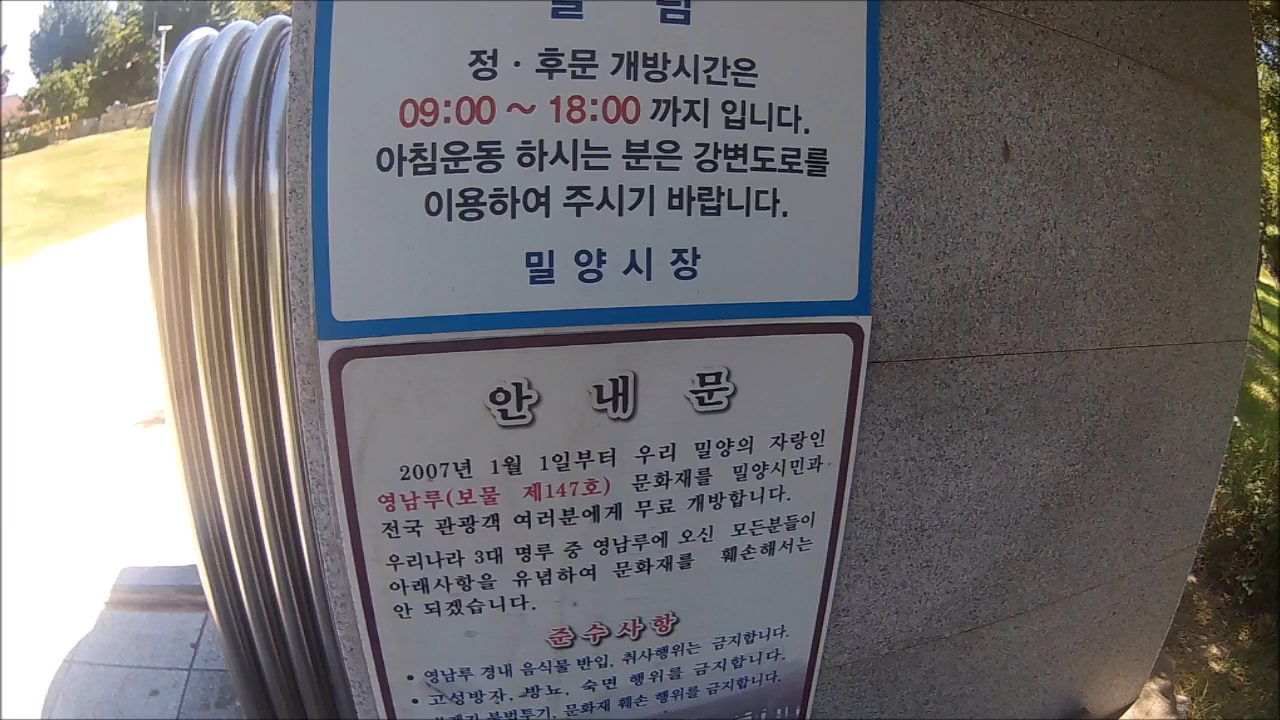 정 · 후문 개방시간은
09:00 ~ 18:00 까지 입니다.
아침운동 하시는 분은 강변도로를
이용하여 주시기 바랍니다.
밀양시장
안 내 문
2007년 1월 1일부터 우리 밀양의 자랑인
영남루(보물 제147호) 문화재를 밀양시민과
전국 관광객 여러분에게 무료 개방합니다.
우리나라 3대 명루 중 영남루에 오신 모든분들이
아래사항을 유념하여 문화재를 훼손해서는
안 되겠습니다.
준수사항
• 영남루 경내 음식물 반입, 취사행위는 금지합니다.
• 고성방자, 방뇨, 숙면 행위를 금지합니다.
불법투기, 문화재 훼손 행위를 금지합니다.